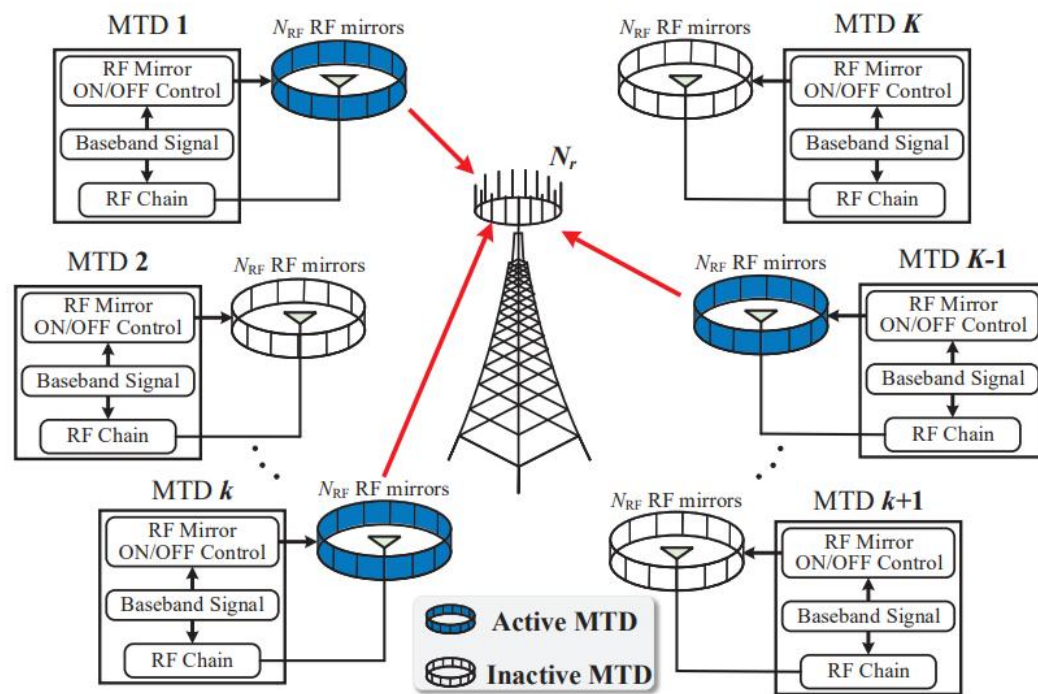 MTD 1
N_RF RF mirrors
RF Mirror
ON/OFF Control
Baseband Signal
RF Chain
N_RF RF mirrors
MTD K
RF Mirror
ON/OFF Control
Baseband Signal
RF Chain
N_r
MTD 2
N_RF RF mirrors
RF Mirror
ON/OFF Control
Baseband Signal
RF Chain
N_RF RF mirrors
MTD K-1
RF Mirror
ON/OFF Control
Baseband Signal
RF Chain
MTD k
N_RF RF mirrors
RF Mirror
ON/OFF Control
Baseband Signal
RF Chain
N_RF RF mirrors
MTD k+1
RF Mirror
ON/OFF Control
Baseband Signal
RF Chain
Active MTD
Inactive MTD